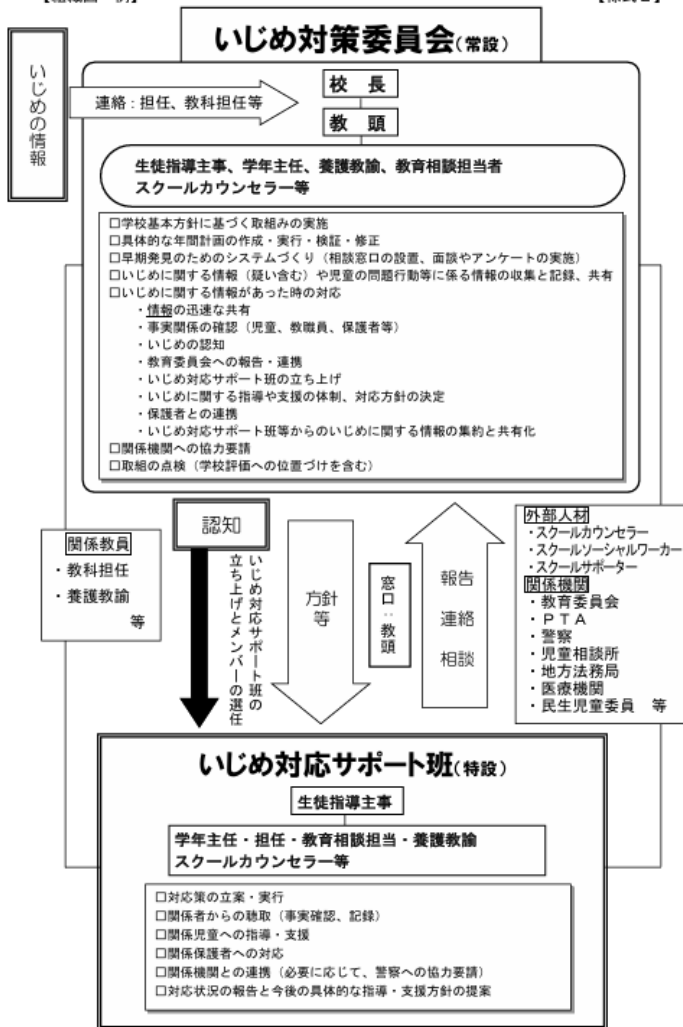 【組織図 例】
【様式２】
いじめ対策委員会(常設)
いじめの情報
連絡：担任、教科担任等
校　長
教　頭
生徒指導主事、学年主任、養護教諭、教育相談担当者
スクールカウンセラー等
□学校基本方針に基づく取組みの実施
□具体的な年間計画の作成・実行・検証・修正
□早期発見のためのシステムづくり（相談窓口の設置、面談やアンケートの実施）
□いじめに関する情報（疑い含む）や児童の問題行動等に係る情報の収集と記録、共有
□いじめに関する情報があった時の対応
・情報の迅速な共有
・事実関係の確認（児童、教職員、保護者等）
・いじめの認知
・教育委員会への報告・連携
・いじめ対応サポート班の立ち上げ
・いじめに関する指導や支援の体制、対応方針の決定
・保護者との連携
・いじめ対応サポート班等からのいじめに関する情報の集約と共有化
□関係機関への協力要請
□取組の点検（学校評価への位置づけを含む）
関係教員
・教科担任
・養護教諭
等
認知
いじめ対応サポート班の
立ち上げとメンバーの選任
方針
等
窓口：教頭
報告
連絡
相談
外部人材
・スクールカウンセラー
・スクールソーシャルワーカー
・スクールサポーター
関係機関
・教育委員会
・ＰＴＡ
・警察
・児童相談所
・地方法務局
・医療機関
・民生児童委員　等
いじめ対応サポート班(特設)
生徒指導主事
学年主任・担任・教育相談担当・養護教諭
スクールカウンセラー等
□対応策の立案・実行
□関係者からの聴取（事実確認、記録）
□関係児童への指導・支援
□関係保護者への対応
□関係機関との連携（必要に応じて、警察への協力要請）
□対応状況の報告と今後の具体的な指導・支援方針の提案